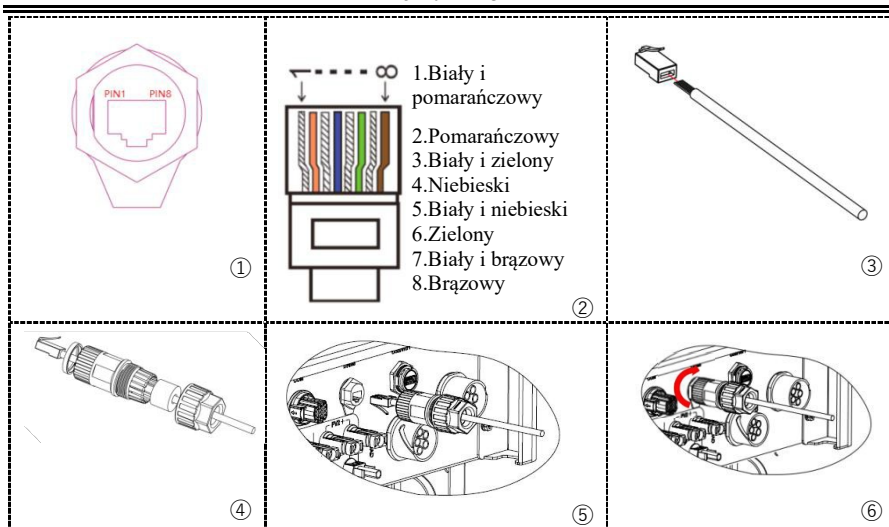 PIN1 PIN8
①
1 8
1.Biały i
pomarańczowy
2.Pomarańczowy
3.Biały i zielony
4.Niebieski
5.Biały i niebieski
6.Zielony
7.Biały i brązowy
8.Brązowy
②
③
④
⑤
⑥